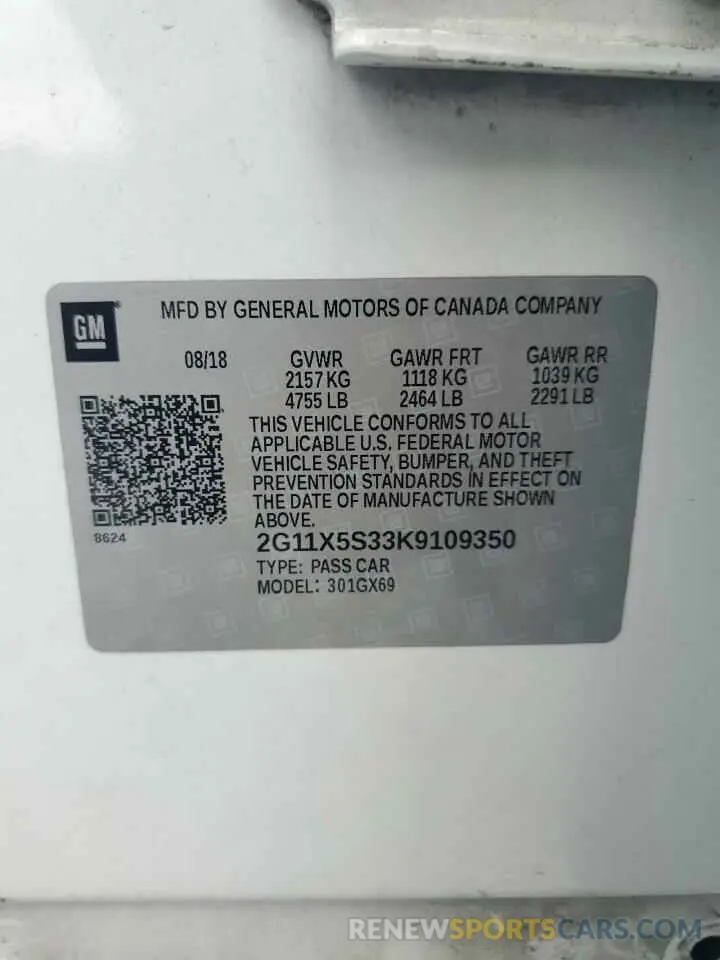 GM
MFD BY GENERAL MOTORS OF CANADA COMPANY
08/18 GVWR GAWR FRT GAWR RR
2157 KG 1118 KG 1039 KG
4755 LB 2464 LB 2291 LB
THIS VEHICLE CONFORMS TO ALL
APPLICABLE U.S. FEDERAL MOTOR
VEHICLE SAFETY, BUMPER, AND THEFT
PREVENTION STANDARDS IN EFFECT ON
THE DATE OF MANUFACTURE SHOWN
ABOVE.
8624
2G11X5S33K9109350
TYPE: PASS CAR
MODEL: 301GX69
RENEWSPORTSCARS.COM